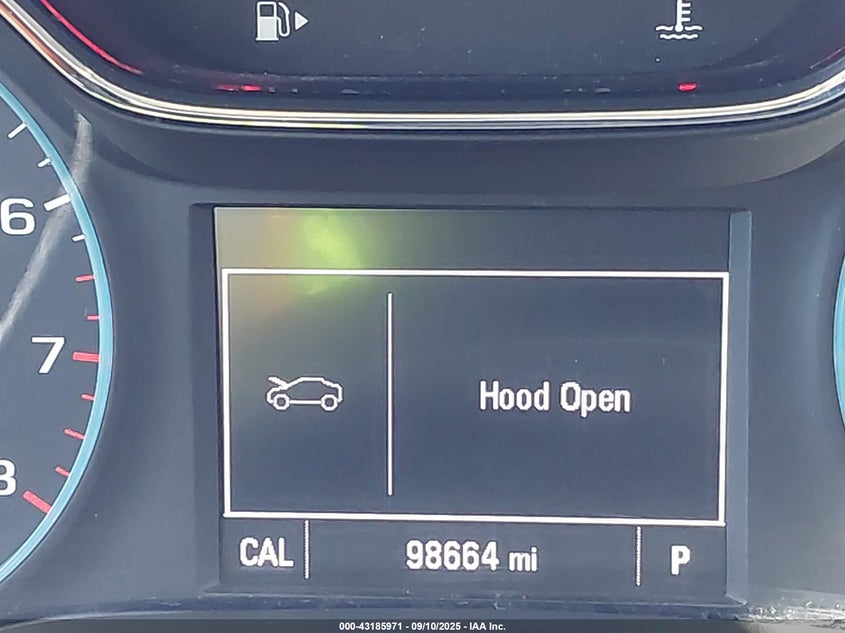 6
7
8
Hood Open
CAL 98664 mi P
000-43185971 - 09/10/2025 - IAA Inc.